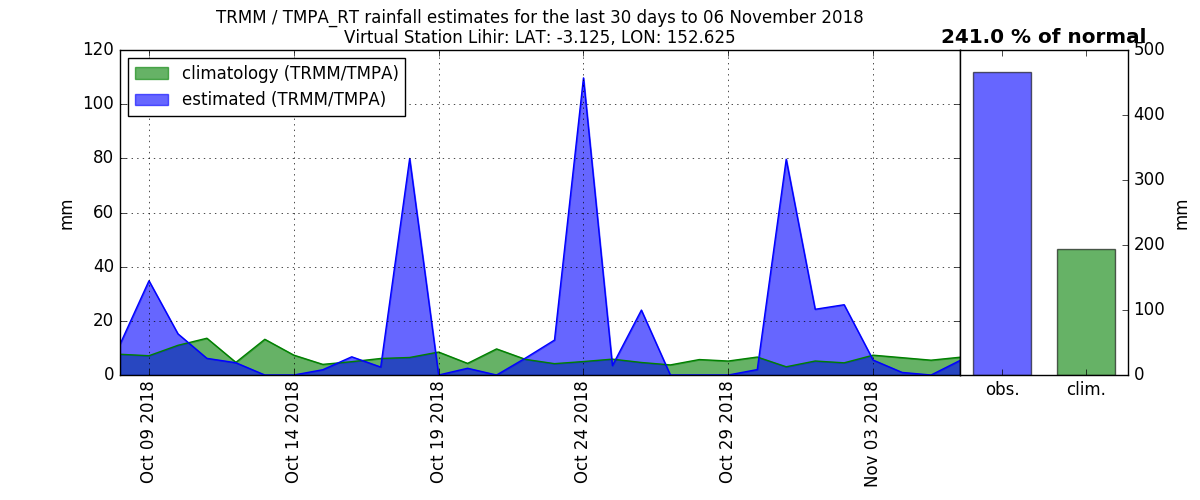 TRMM / TMPA_RT rainfall estimates for the last 30 days to 06 November 2018
Virtual Station Lihir: LAT: -3.125, LON: 152.625
241.0 % of normal
climatology (TRMM/TMPA)
estimated (TRMM/TMPA)
120
100
80
60
40
20
0
mm
Oct 09 2018
Oct 14 2018
Oct 19 2018
Oct 24 2018
Oct 29 2018
Nov 03 2018
500
400
300
200
100
0
mm
obs.
clim.